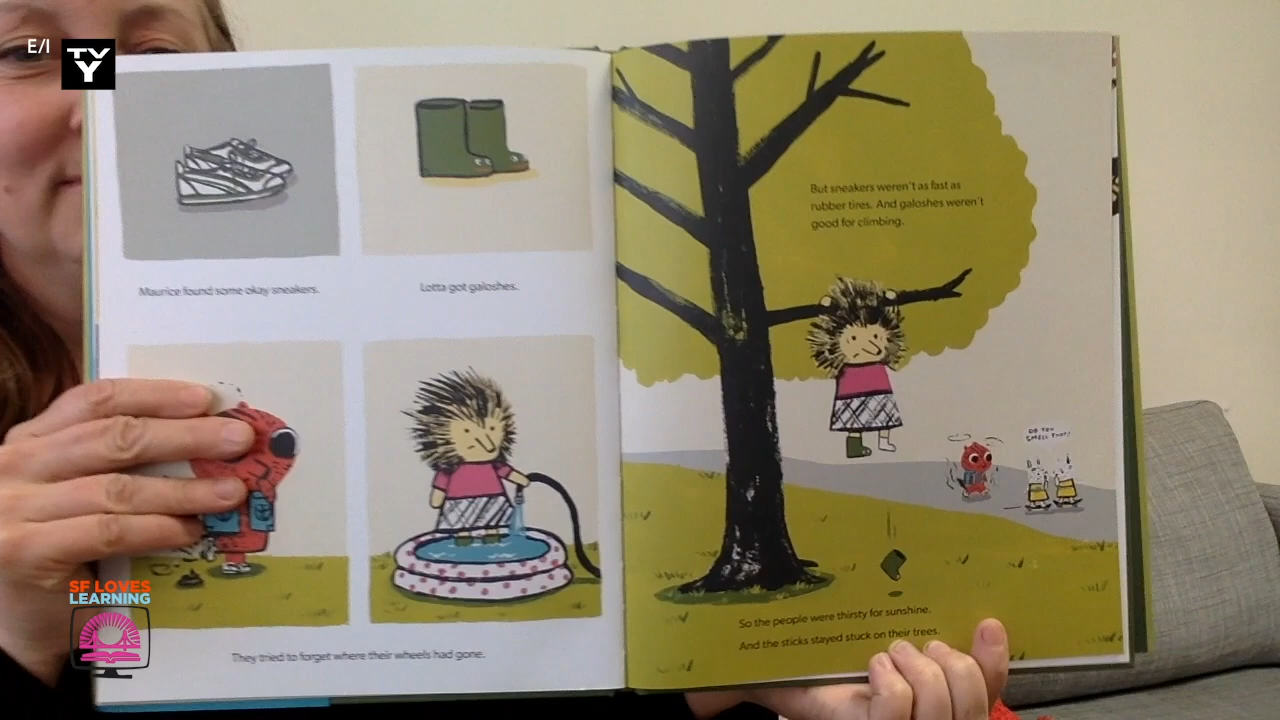 E/I
TV
Y
Maurice found some okay sneakers.
Lotta got galoshes.
They tried to forget where their wheels had gone.
SF LOVES
LEARNING
But sneakers weren't as fast as
rubber tires. And galoshes weren't
good for climbing.
DO YOU
SMELL THAT?
So the people were thirsty for sunshine.
And the sticks stayed stuck on their trees.